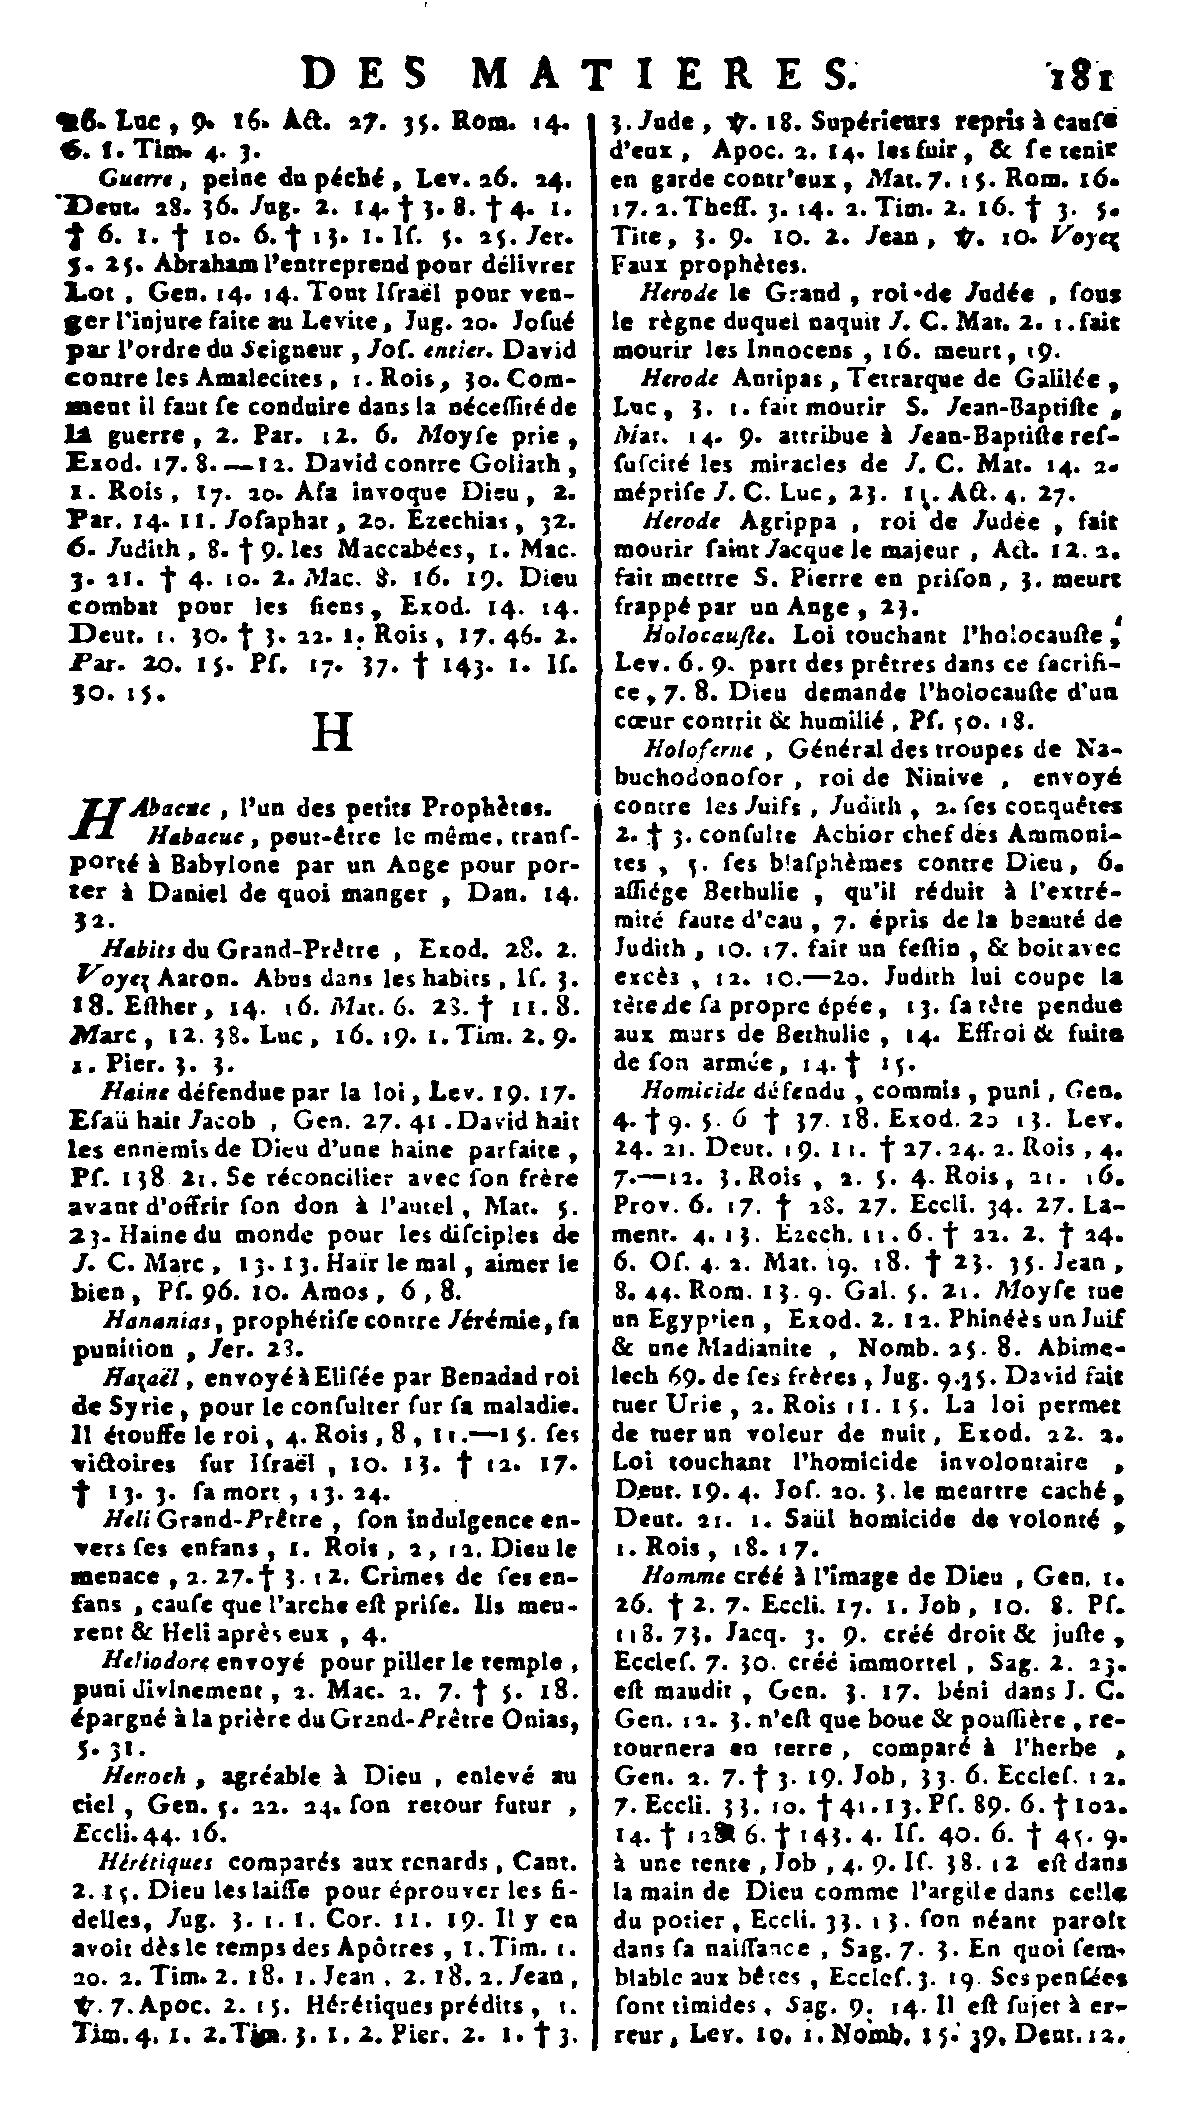 DES MATIERES. 181
26. Luc, 9. 16. Act. 27. 35. Rom. 14.
6. 1. Tim. 4. 3.
Guerre, peine du péché, Lev. 26. 24.
Deut. 28. 36. Jug. 2. 14. † 3. 8. † 4. 1.
† 6. 1. † 10. 6. † 13. 1. Iſ. 5. 25. Jer.
5. 25. Abraham l'entreprend pour délivrer
Lot, Gen. 14. 14. Tout Iſraël pour ven-
ger l'injure faite au Levite, Jug. 20. Joſué
par l'ordre du Seigneur, Joſ. entier. David
contre les Amalecites, 1. Rois, 30. Com-
ment il faut ſe conduire dans la néceſſité de
la guerre, 2. Par. 12. 6. Moyſe prie,
Exod. 17. 8.—12. David contre Goliath,
1. Rois, 17. 20. Aſa invoque Dieu, 2.
Par. 14. 11. Joſaphat, 20. Ezechias, 32.
6. Judith, 8. † 9. les Maccabées, 1. Mac.
3. 21. † 4. 10. 2. Mac. 8. 16. 19. Dieu
combat pour les ſiens, Exod. 14. 14.
Deut. 1. 30. † 3. 22. 1. Rois, 17. 46. 2.
Par. 20. 15. Pſ. 17. 37. † 143. 1. Iſ.
30. 15.
H
HAbacuc, l'un des petits Prophètes.
Habacuc, peut-être le même, tranſ-
porté à Babylone par un Ange pour por-
ter à Daniel de quoi manger, Dan. 14.
32.
Habits du Grand-Prêtre, Exod. 28. 2.
Voyez Aaron. Abus dans les habits, Iſ. 3.
18. Eſther, 14. 16. Mat. 6. 28. † 11. 8.
Marc, 12. 38. Luc, 16. 19. 1. Tim. 2. 9.
1. Pier. 3. 3.
Haine défendue par la loi, Lev. 19. 17.
Eſaü hait Jacob, Gen. 27. 41. David hait
les ennemis de Dieu d'une haine parfaite,
Pſ. 138 21. Se réconcilier avec ſon frère
avant d'offrir ſon don à l'autel, Mat. 5.
23. Haine du monde pour les diſciples de
J. C. Marc, 13. 13. Haïr le mal, aimer le
bien, Pſ. 96. 10. Amos, 6, 8.
Hananias, prophétiſe contre Jérémie, ſa
punition, Jer. 28.
Hazaël, envoyé à Eliſée par Benadad roi
de Syrie, pour le conſulter ſur ſa maladie.
Il étouffe le roi, 4. Rois, 8, 11.—15. ſes
victoires ſur Iſraël, 10. 13. † 12. 17.
† 13. 3. ſa mort, 13. 24.
Heli Grand-Prêtre, ſon indulgence en-
vers ſes enfans, 1. Rois, 2, 12. Dieu le
menace, 2. 27. † 3. 12. Crimes de ſes en-
fans, cauſe que l'arche eſt priſe. Ils meu-
rent & Heli après eux, 4.
Heliodore envoyé pour piller le temple,
puni divinement, 2. Mac. 2. 7. † 5. 18.
épargné à la prière du Grand-Prêtre Onias,
5. 31.
Henoch, agréable à Dieu, enlevé au
ciel, Gen. 5. 22. 24. ſon retour futur,
Eccli. 44. 16.
Hérétiques comparés aux renards, Cant.
2. 15. Dieu les laiſſe pour éprouver les fi-
delles, Jug. 3. 1. 1. Cor. 11. 19. Il y en
avoit dès le temps des Apôtres, 1. Tim. 1.
20. 2. Tim. 2. 18. 1. Jean. 2. 18. 2. Jean,
℣. 7. Apoc. 2. 15. Hérétiques prédits, 1.
Tim. 4. 1. 2. Tim. 3. 1. 2. Pier. 2. 1. † 3.
3. Jude, ℣. 18. Supérieurs repris à cauſe
d'eux, Apoc. 2. 14. les fuir, & ſe tenir
en garde contr'eux, Mat. 7. 15. Rom. 16.
17. 2. Theſſ. 3. 14. 2. Tim. 2. 16. † 3. 5.
Tite, 3. 9. 10. 2. Jean, ℣. 10. Voyez
Faux prophètes.
Herode le Grand, roi de Judée, ſous
le règne duquel naquit J. C. Mat. 2. 1. fait
mourir les Innocens, 16. meurt, 19.
Herode Antipas, Tetrarque de Galilée,
Luc, 3. 1. fait mourir S. Jean-Baptiſte,
Mat. 14. 9. attribue à Jean-Baptiſte reſ-
ſuſcité les miracles de J. C. Mat. 14. 2.
mépriſe J. C. Luc, 23. 11. Act. 4. 27.
Herode Agrippa, roi de Judée, fait
mourir ſaint Jacque le majeur, Act. 12. 2.
fait mettre S. Pierre en priſon, 3. meurt
frappé par un Ange, 23.
Holocauſte. Loi touchant l'holocauſte,
Lev. 6. 9. part des prêtres dans ce ſacrifi-
ce, 7. 8. Dieu demande l'holocauſte d'un
cœur contrit & humilié, Pſ. 50. 18.
Holoferne, Général des troupes de Na-
buchodonoſor, roi de Ninive, envoyé
contre les Juifs, Judith, 2. ſes conquêtes
2. † 3. conſulte Achior chef des Ammoni-
tes, 5. ſes blaſphèmes contre Dieu, 6.
aſſiége Bethulie, qu'il réduit à l'extré-
mité faute d'eau, 7. épris de la beauté de
Judith, 10. 17. fait un feſtin, & boit avec
excès, 12. 10.—20. Judith lui coupe la
tête de ſa propre épée, 13. ſa tête pendue
aux murs de Bethulie, 14. Effroi & fuite
de ſon armée, 14. † 15.
Homicide défendu, commis, puni, Gen.
4. † 9. 5. 6 † 37. 18. Exod. 20 13. Lev.
24. 21. Deut. 19. 11. † 27. 24. 2. Rois, 4.
7.—12. 3. Rois, 2. 5. 4. Rois, 21. 16.
Prov. 6. 17. † 28. 27. Eccli. 34. 27. La-
ment. 4. 13. Ezech. 11. 6. † 22. 2. † 24.
6. Oſ. 4. 2. Mat. 19. 18. † 23. 35. Jean,
8. 44. Rom. 13. 9. Gal. 5. 21. Moyſe tue
un Egyptien, Exod. 2. 12. Phinéès un Juif
& une Madianite, Nomb. 25. 8. Abime-
lech 69. de ſes frères, Jug. 9. 35. David fait
tuer Urie, 2. Rois 11. 15. La loi permet
de tuer un voleur de nuit, Exod. 22. 2.
Loi touchant l'homicide involontaire,
Deut. 19. 4. Joſ. 20. 3. le meurtre caché,
Deut. 21. 1. Saül homicide de volonté,
1. Rois, 18. 17.
Homme créé à l'image de Dieu, Gen. 1.
26. † 2. 7. Eccli. 17. 1. Job, 10. 8. Pſ.
118. 73. Jacq. 3. 9. créé droit & juſte,
Eccleſ. 7. 30. créé immortel, Sag. 2. 23.
eſt maudit, Gen. 3. 17. béni dans J. C.
Gen. 12. 3. n'eſt que boue & pouſſière, re-
tournera en terre, comparé à l'herbe,
Gen. 2. 7. † 3. 19. Job, 33. 6. Eccleſ. 12.
7. Eccli. 33. 10. † 41. 13. Pſ. 89. 6. † 102.
14. † 6. † 143. 4. Iſ. 40. 6. † 45. 9.
à une tente, Job, 4. 9. Iſ. 38. 12 eſt dans
la main de Dieu comme l'argile dans celle
du potier, Eccli. 33. 13. ſon néant paroît
dans ſa naiſſance, Sag. 7. 3. En quoi ſem-
blable aux bêtes, Eccleſ. 3. 19. Ses penſées
ſont timides, Sag. 9. 14. Il eſt ſujet à er-
reur, Lev. 10. 1. Nomb. 15. 39. Deut. 12.